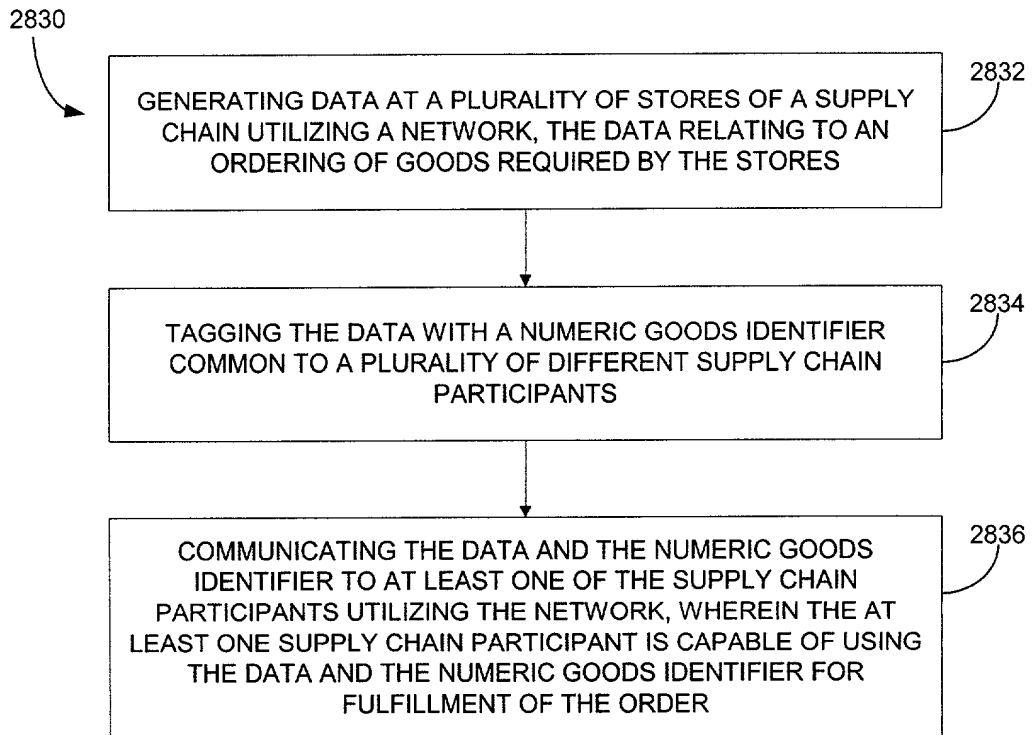 2830
2832
GENERATING DATA AT A PLURALITY OF STORES OF A SUPPLY
CHAIN UTILIZING A NETWORK, THE DATA RELATING TO AN
ORDERING OF GOODS REQUIRED BY THE STORES
2834
TAGGING THE DATA WITH A NUMERIC GOODS IDENTIFIER
COMMON TO A PLURALITY OF DIFFERENT SUPPLY CHAIN
PARTICIPANTS
2836
COMMUNICATING THE DATA AND THE NUMERIC GOODS
IDENTIFIER TO AT LEAST ONE OF THE SUPPLY CHAIN
PARTICIPANTS UTILIZING THE NETWORK, WHEREIN THE AT
LEAST ONE SUPPLY CHAIN PARTICIPANT IS CAPABLE OF USING
THE DATA AND THE NUMERIC GOODS IDENTIFIER FOR
FULFILLMENT OF THE ORDER